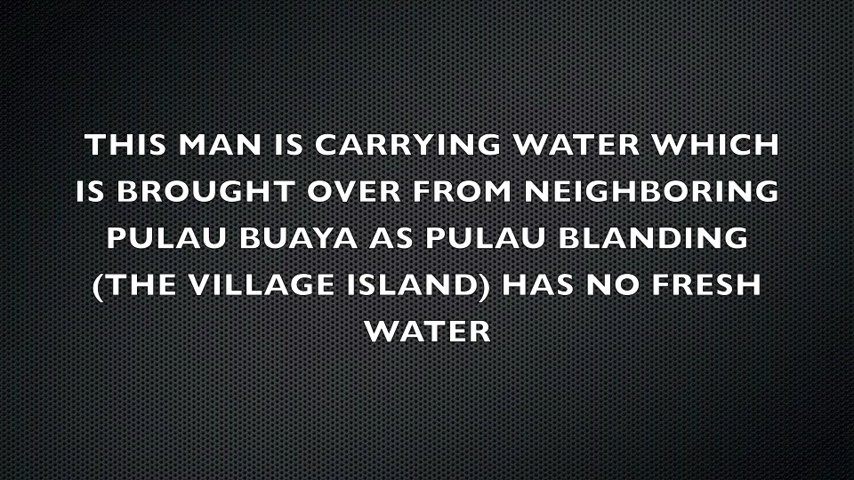 THIS MAN IS CARRYING WATER WHICH
IS BROUGHT OVER FROM NEIGHBORING
PULAU BUAYA AS PULAU BLANDING
(THE VILLAGE ISLAND) HAS NO FRESH
WATER